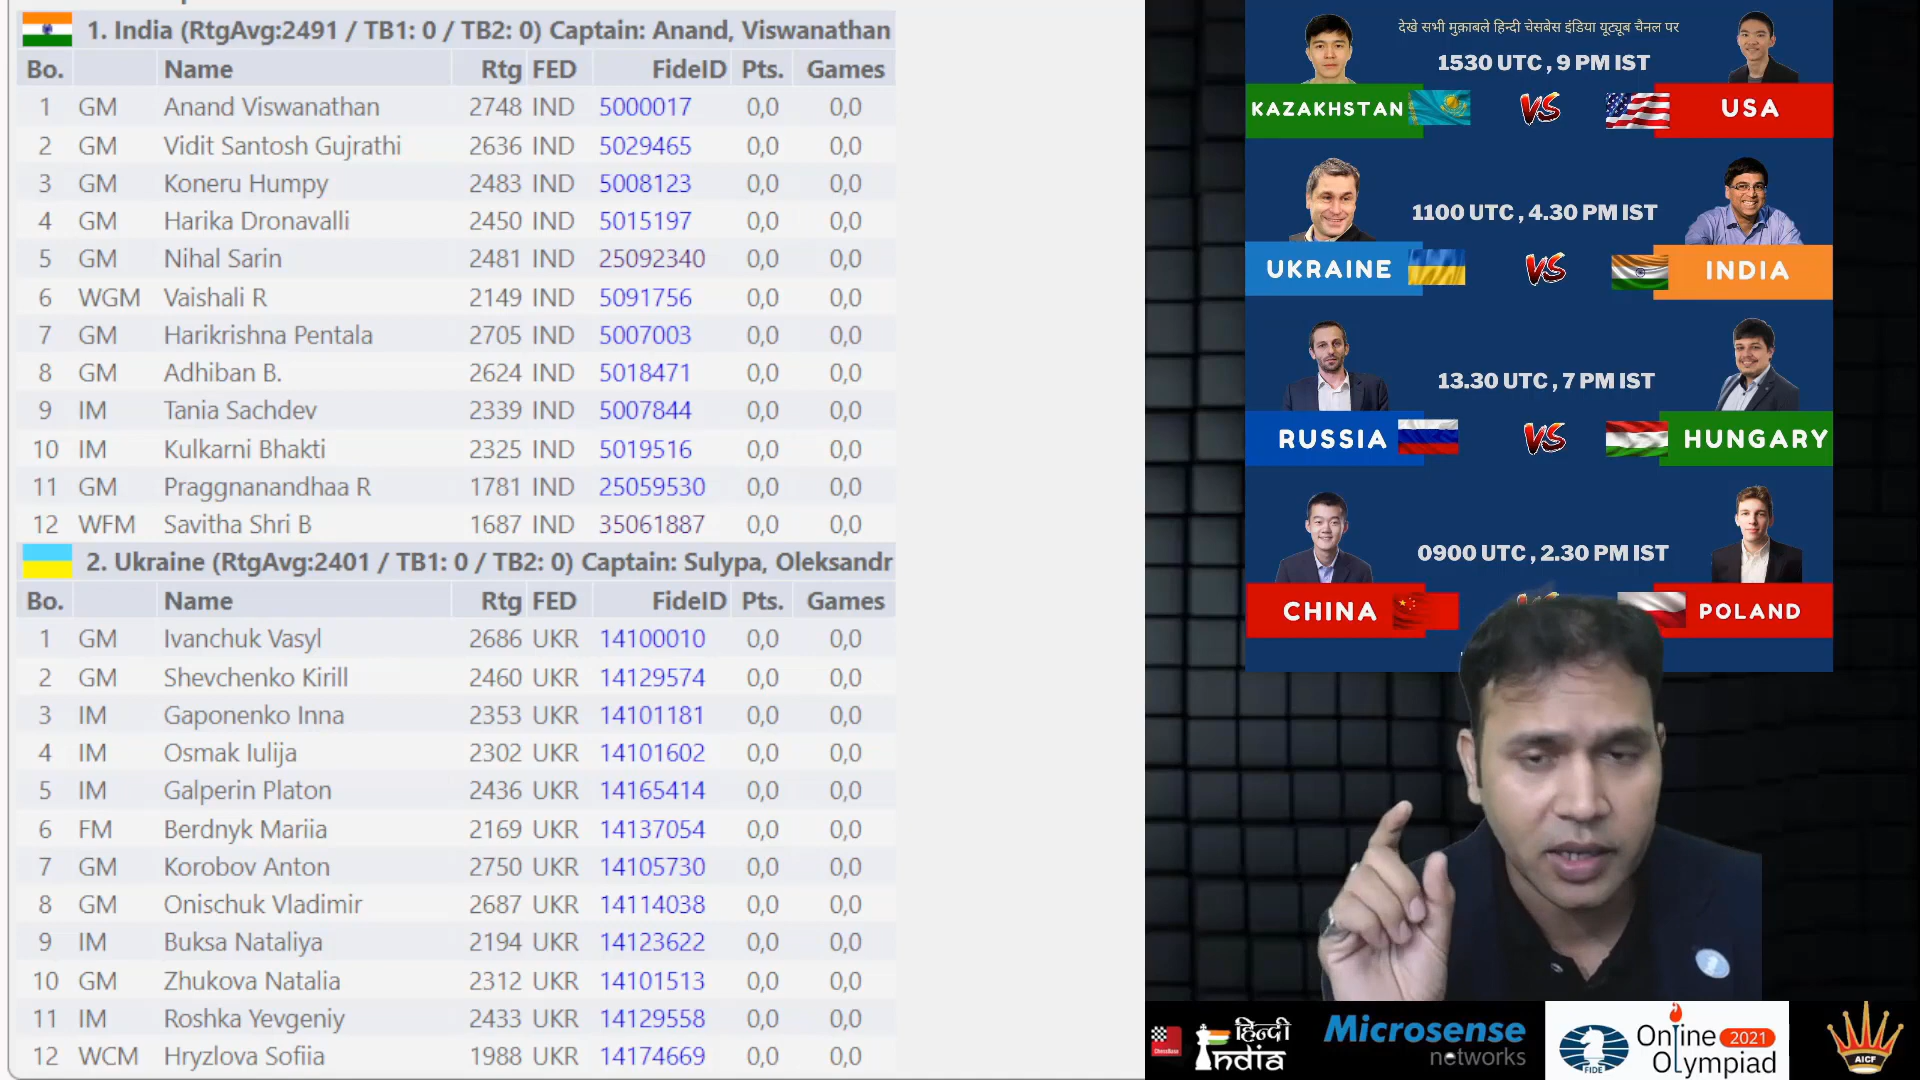 1. India (RtgAvg:2491 / TB1: 0 / TB2: 0) Captain: Anand, Viswanathan
Bo. Name Rtg FED FideID Pts. Games
1 GM Anand Viswanathan 2748 IND 5000017 0,0 0,0
2 GM Vidit Santosh Gujrathi 2636 IND 5029465 0,0 0,0
3 GM Koneru Humpy 2483 IND 5008123 0,0 0,0
4 GM Harika Dronavalli 2450 IND 5015197 0,0 0,0
5 GM Nihal Sarin 2481 IND 25092340 0,0 0,0
6 WGM Vaishali R 2149 IND 5091756 0,0 0,0
7 GM Harikrishna Pentala 2705 IND 5007003 0,0 0,0
8 GM Adhiban B. 2624 IND 5018471 0,0 0,0
9 IM Tania Sachdev 2339 IND 5007844 0,0 0,0
10 IM Kulkarni Bhakti 2325 IND 5019516 0,0 0,0
11 GM Praggnanandhaa R 1781 IND 25059530 0,0 0,0
12 WFM Savitha Shri B 1687 IND 35061887 0,0 0,0
2. Ukraine (RtgAvg:2401 / TB1: 0 / TB2: 0) Captain: Sulypa, Oleksandr
Bo. Name Rtg FED FideID Pts. Games
1 GM Ivanchuk Vasyl 2686 UKR 14100010 0,0 0,0
2 GM Shevchenko Kirill 2460 UKR 14129574 0,0 0,0
3 IM Gaponenko Inna 2353 UKR 14101181 0,0 0,0
4 IM Osmak Iulija 2302 UKR 14101602 0,0 0,0
5 IM Galperin Platon 2436 UKR 14165414 0,0 0,0
6 FM Berdnyk Mariia 2169 UKR 14137054 0,0 0,0
7 GM Korobov Anton 2750 UKR 14105730 0,0 0,0
8 GM Onischuk Vladimir 2687 UKR 14114038 0,0 0,0
9 IM Buksa Nataliya 2194 UKR 14123622 0,0 0,0
10 GM Zhukova Natalia 2312 UKR 14101513 0,0 0,0
11 IM Roshka Yevgeniy 2433 UKR 14129558 0,0 0,0
12 WCM Hryzlova Sofiia 1988 UKR 14174669 0,0 0,0
देखे सभी मुक़ाबले हिन्दी चेसबेस इंडिया यूट्यूब चैनल पर
1530 UTC , 9 PM IST
KAZAKHSTAN VS USA
1100 UTC , 4.30 PM IST
UKRAINE VS INDIA
13.30 UTC , 7 PM IST
RUSSIA VS HUNGARY
0900 UTC , 2.30 PM IST
CHINA POLAND
ChessBase
हिन्दी
India
Microsense
networks
FIDE
Online 2021
Olympiad
AICF